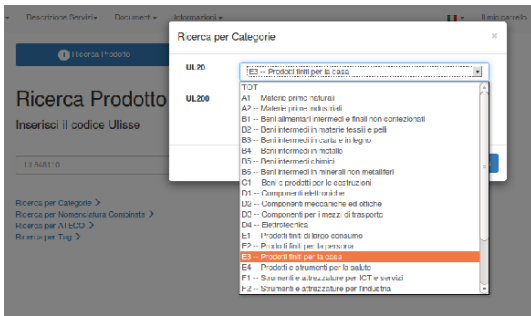 Descrizione Servizi
Documenti
Informazioni
Il mio carrello
Ricerca Prodotto
Ricerca Prodotto
Inserisci il codice Ulisse
Ricerca per Categorie >
Ricerca per Nomenclatura Combinata >
Ricerca per ATECO >
Ricerca per Tag >
Ricerca per Categorie
×
UL20
E3 -- Prodotti finiti per la casa
UL200
TOT
A1 -- Materie prime naturali
A2 -- Materie prime industriali
B1 -- Beni alimentari intermedi e finali non confezionati
B2 -- Beni intermedi in materie tessili e pelli
B3 -- Beni intermedi in carta e in legno
B4 -- Beni intermedi in metallo
B5 -- Beni intermedi chimici
B6 -- Beni intermedi in minerali non metalliferi
C1 -- Beni e prodotti per le costruzioni
D1 -- Componenti elettroniche
D2 -- Componenti meccaniche ed ottiche
D3 -- Componenti per i mezzi di trasporto
D4 -- Elettrotecnica
E1 -- Prodotti finiti di largo consumo
E2 -- Prodotti finiti per la persona
E3 -- Prodotti finiti per la casa
E4 -- Prodotti e strumenti per la salute
F1 -- Strumenti e attrezzature per ICT e servizi
F2 -- Strumenti e attrezzature per l'industria